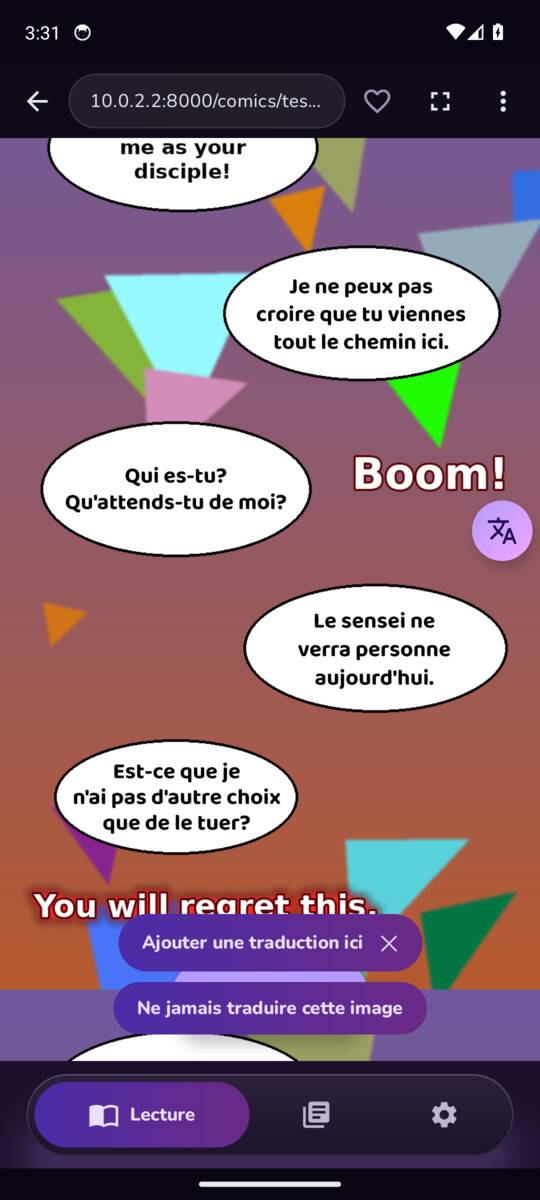 3:31
10.0.2.2:8000/comics/tes...
me as your
disciple!
Je ne peux pas
croire que tu viennes
tout le chemin ici.
Qui es-tu?
Qu'attends-tu de moi?
Boom!
Le sensei ne
verra personne
aujourd'hui.
Est-ce que je
n'ai pas d'autre choix
que de le tuer?
You will regret this.
Ajouter une traduction ici
Ne jamais traduire cette image
Lecture